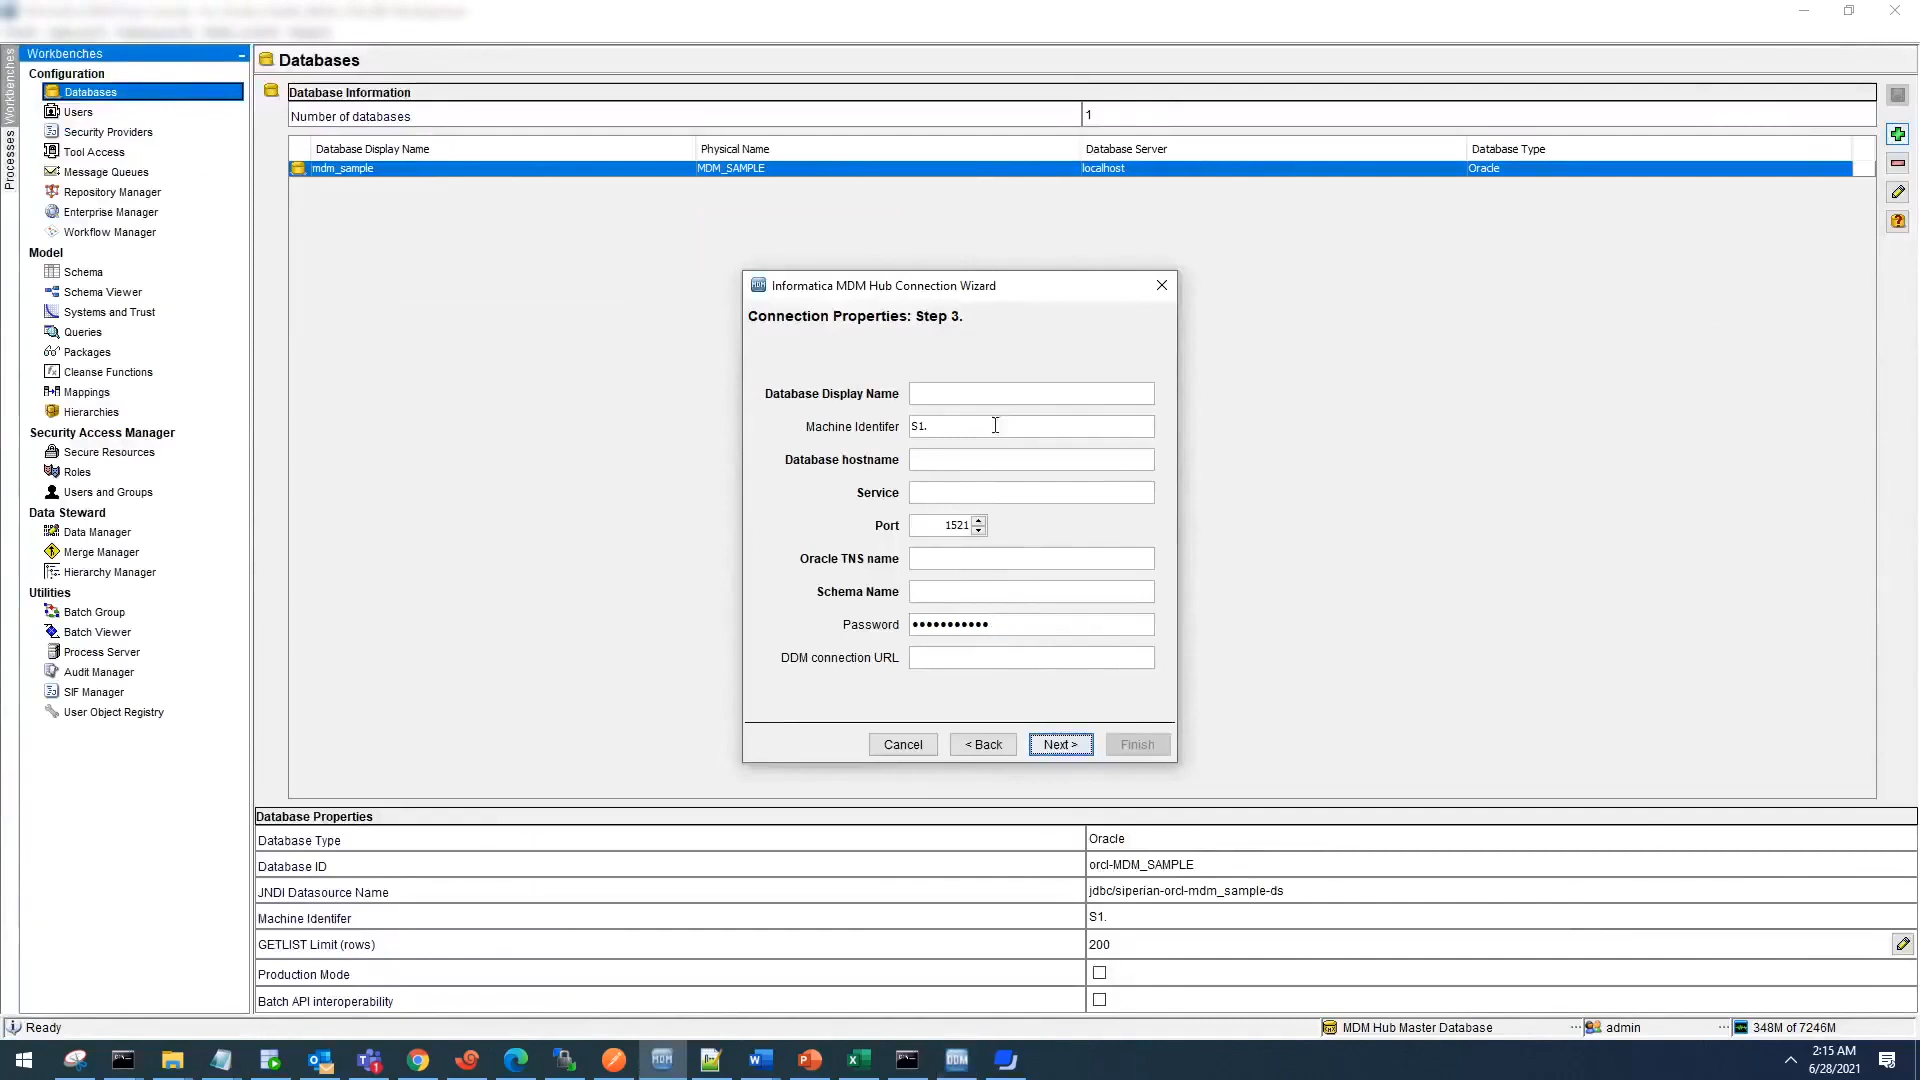 Workbenches
Processes
Workbenches
Configuration
Databases
Users
Security Providers
Tool Access
Message Queues
Repository Manager
Enterprise Manager
Workflow Manager
Model
Schema
Schema Viewer
Systems and Trust
Queries
Packages
Cleanse Functions
Mappings
Hierarchies
Security Access Manager
Secure Resources
Roles
Users and Groups
Data Steward
Data Manager
Merge Manager
Hierarchy Manager
Utilities
Batch Group
Batch Viewer
Process Server
Audit Manager
SIF Manager
User Object Registry
Databases
Database Information
Number of databases 1
Database Display Name Physical Name Database Server Database Type
mdm_sample MDM_SAMPLE localhost Oracle
Informatica MDM Hub Connection Wizard
Connection Properties: Step 3.
Database Display Name
Machine Identifer S1.
Database hostname
Service
Port 1521
Oracle TNS name
Schema Name
Password •••••••••••
DDM connection URL
Cancel < Back Next > Finish
Database Properties
Database Type Oracle
Database ID orcl-MDM_SAMPLE
JNDI Datasource Name jdbc/siperian-orcl-mdm_sample-ds
Machine Identifer S1.
GETLIST Limit (rows) 200
Production Mode
Batch API interoperability
Ready MDM Hub Master Database ... admin ... 348M of 7246M
2:15 AM
6/28/2021